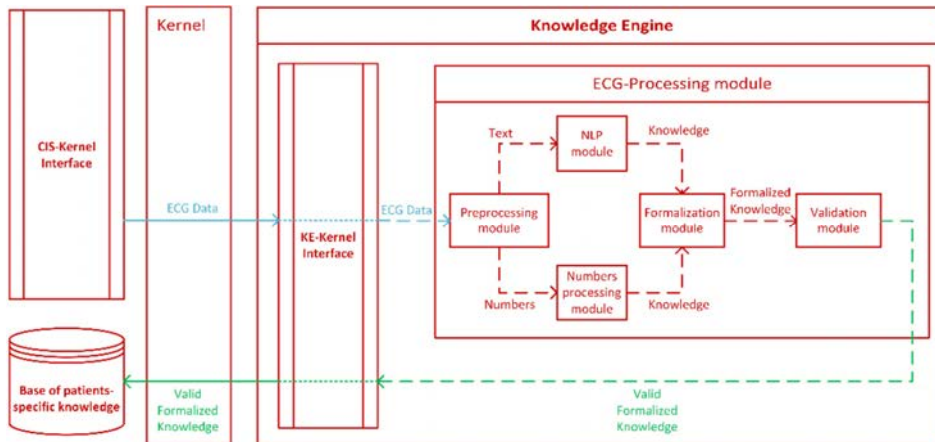 Kernel
Knowledge Engine
ECG-Processing module
CIS-Kernel
Interface
Text
NLP
module
Knowledge
ECG Data
ECG Data
Preprocessing
module
Formalization
module
Formalized
Knowledge
Validation
module
KE-Kernel
Interface
Numbers
Numbers
processing
module
Knowledge
Base of patients-
specific knowledge
Valid
Formalized
Knowledge
Valid
Formalized
Knowledge